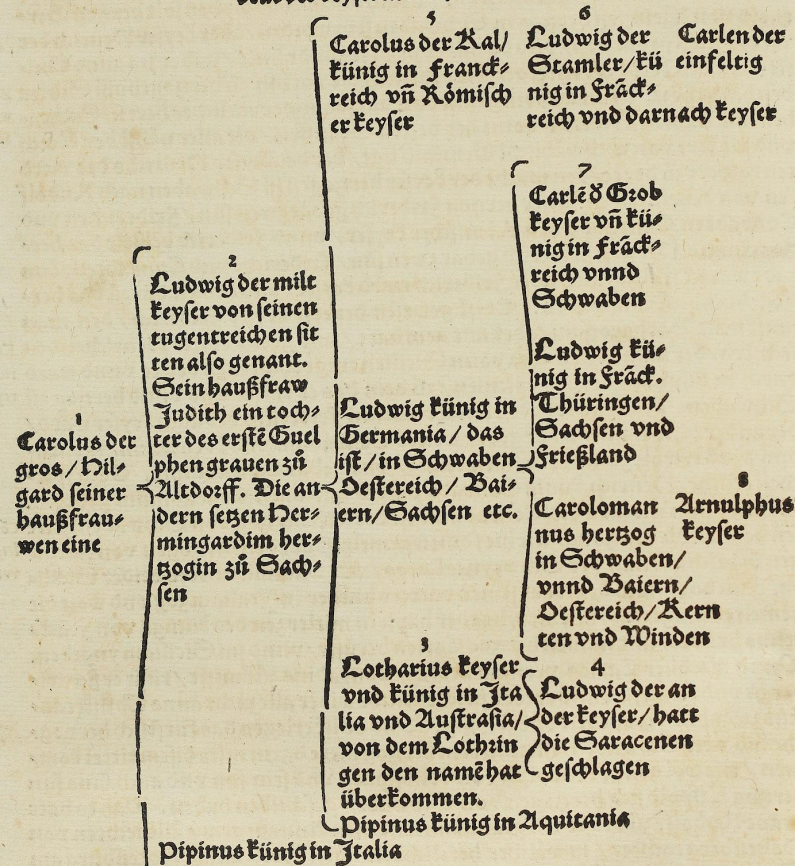 5
Carolus der Kal/
künig in Franck⸗
reich vñ Römisch
er keyser
6
Ludwig der
Stamler/kü
nig in Fräck⸗
reich vnd darnach keyser
Carlen der
einfeltig
7
Carlē d Grob
keyser vñ kü⸗
nig in Fräck⸗
reich vnnd
Schwaben
2
Ludwig der milt
keyser von seinen
tugentreichen sit
ten also genant.
Sein haußfraw
Judith ein toch⸗
ter des erstē Guel
phen grauen zů
Altdorff. Die an
dern setzen Her⸗
mingardim her⸗
tzogin zů Sach⸗
sen
Ludwig kü⸗
nig in Fräck.
Thüringen/
Sachsen vnd
Frießland
1
Carolus der
gros/Hil⸗
gard seiner
haußfrau⸗
wen eine
Ludwig künig in
Germania/das
ist/in Schwaben
Oestereich/Bai⸗
ern/Sachsen etc.
Caroloman
nus hertzog
in Schwaben/
vnnd Baiern/
Oestereich/Kern
ten vnd Winden
8
Arnulphus
keyser
3
Lotharius keyser
vnd künig in Ita
lia vnd Austrasia/
von dem Lothrin
gen den namē hat
überkommen.
4
Ludwig der an
der keyser/hatt
die Saracenen
geschlagen
Pipinus künig in Aquitania
Pipinus künig in Italia